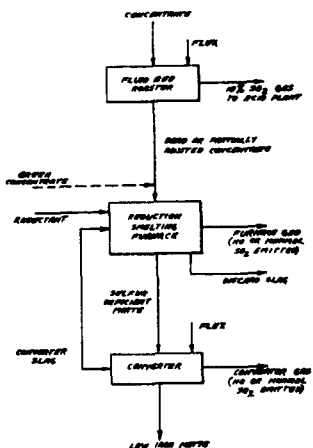 CONCENTRATE
FLUX
FLUID BED
ROASTER
10% SO2 GAS
TO ACID PLANT
DEAD OR PARTIALLY
ROASTED CONCENTRATE
GREEN
CONCENTRATE
REDUCTANT
REDUCTION
SMELTING
FURNACE
FURNACE GAS
(NO OR MINIMAL
SO2 EMITTED)
DISCARD SLAG
SULFUR
DEFICIENT
MATTE
FLUX
CONVERTER
SLAG
CONVERTER
CONVERTER GAS
(NO OR MINIMAL
SO2 EMITTED)
LOW IRON MATTE